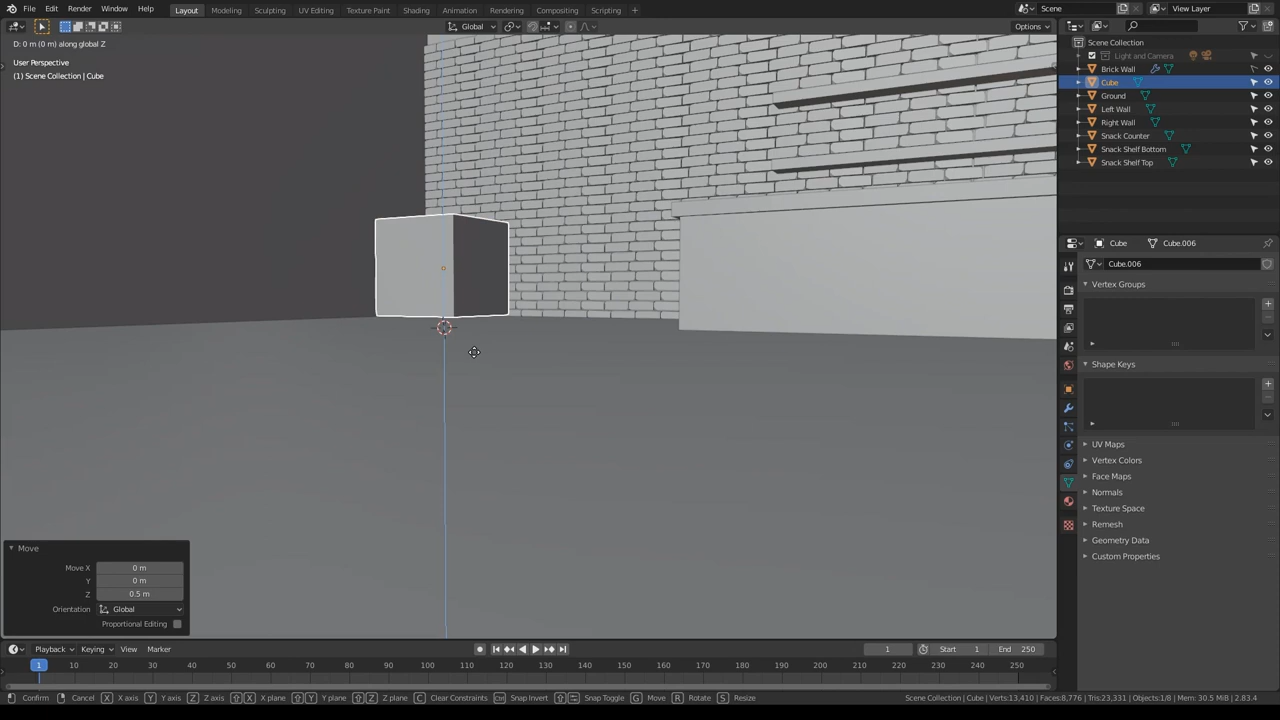 File Edit Render Window Help Layout Modeling Sculpting UV Editing Texture Paint Shading Animation Rendering Compositing Scripting + Scene View Layer
Global Options
D: 0 m (0 m) along global Z
User Perspective
(1) Scene Collection | Cube
Scene Collection
Light and Camera
Brick Wall
Cube
Ground
Left Wall
Right Wall
Snack Counter
Snack Shelf Bottom
Snack Shelf Top
Cube Cube.006
Cube.006
Vertex Groups
Shape Keys
UV Maps
Vertex Colors
Face Maps
Normals
Texture Space
Remesh
Geometry Data
Custom Properties
Move
Move X 0 m
Y 0 m
Z 0.5 m
Orientation Global
Proportional Editing
Playback Keying View Marker 1 Start 1 End 250
1 10 20 30 40 50 60 70 80 90 100 110 120 130 140 150 160 170 180 190 200 210 220 230 240 250
Confirm Cancel X X axis Y Y axis Z Z axis X X plane Y Y plane Z Z plane C Clear Constraints Snap Invert Snap Toggle G Move R Rotate S Resize Scene Collection | Cube | Verts:13,410 | Faces:8,776 | Tris:23,331 | Objects:1/8 | Mem: 30.5 MiB | 2.83.4